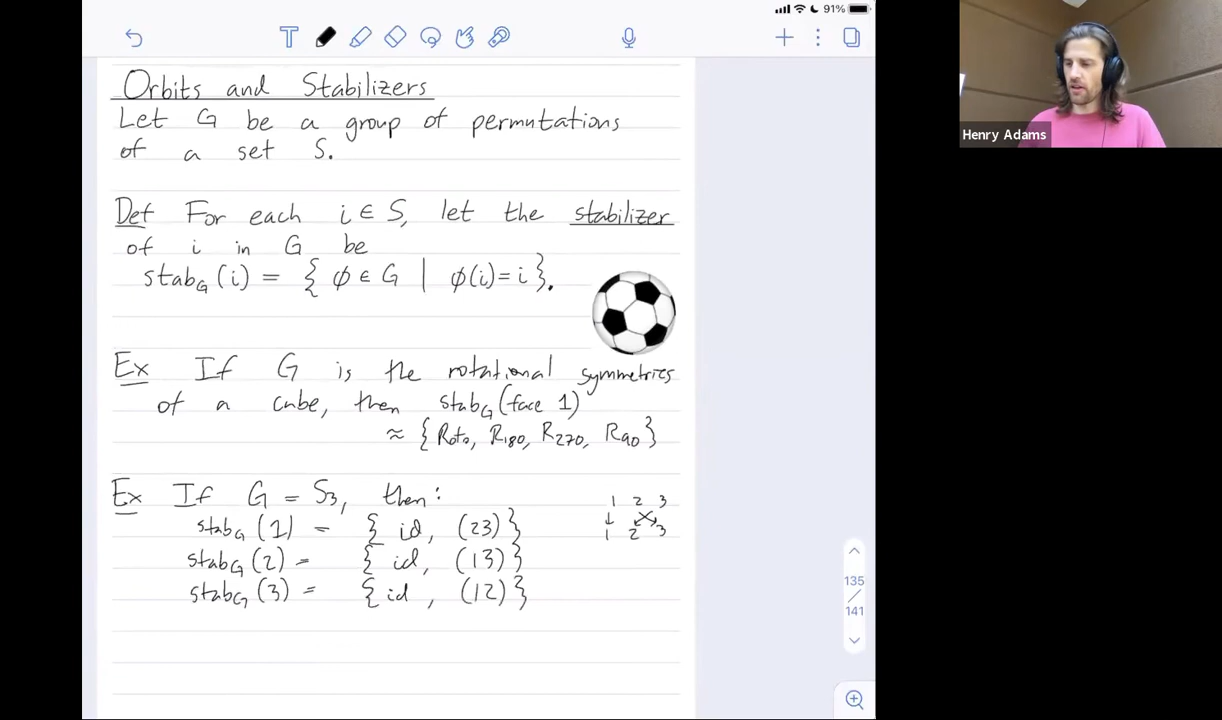 91%
Orbits and Stabilizers
Let G be a group of permutations
of a set S.
Def For each i ∈ S, let the stabilizer
of i in G be
stab_G(i) = { φ ∈ G | φ(i)=i }.
Ex If G is the rotational symmetries
of a cube, then stab_G(face 1)
≈ {Rot₀, R₁₈₀, R₂₇₀, R₉₀}
Ex If G = S₃, then:
1 2 3
stab_G(1) = { id, (23)}
1 2 3
stab_G(2) = { id, (13)}
stab_G(3) = { id, (12)}
135
141
Henry Adams